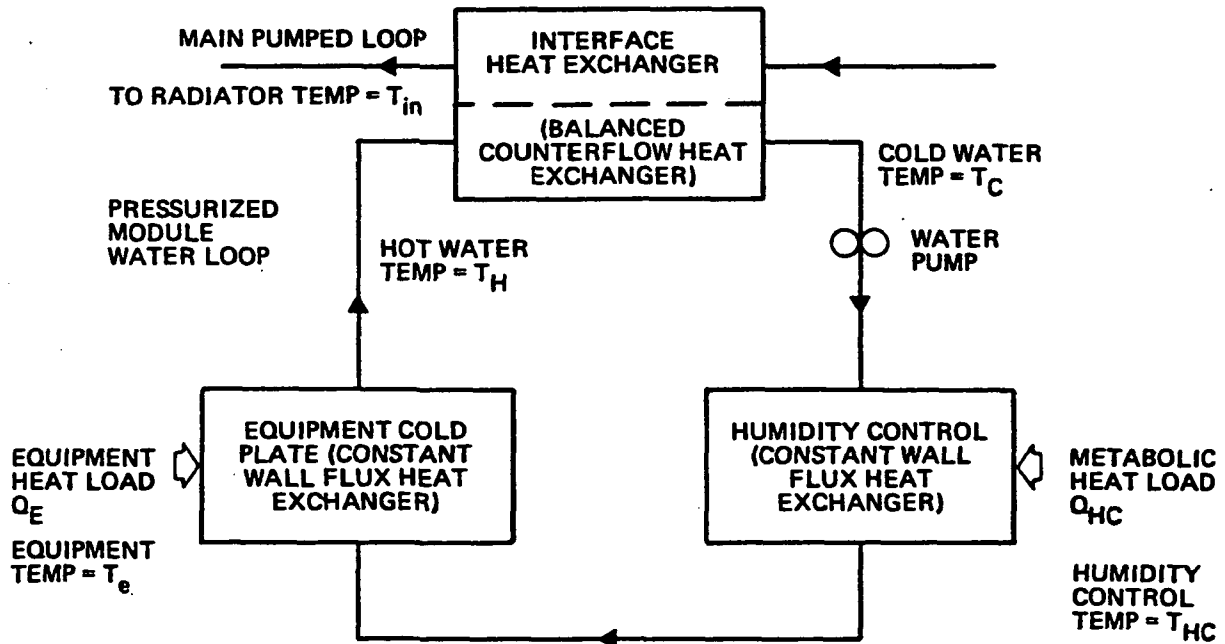 MAIN PUMPED LOOP
TO RADIATOR TEMP = T_in
INTERFACE
HEAT EXCHANGER
(BALANCED
COUNTERFLOW HEAT
EXCHANGER)
COLD WATER
TEMP = T_C
WATER
PUMP
PRESSURIZED
MODULE
WATER LOOP
HOT WATER
TEMP = T_H
EQUIPMENT
HEAT LOAD
Q_E
EQUIPMENT
TEMP = T_e
EQUIPMENT COLD
PLATE (CONSTANT
WALL FLUX HEAT
EXCHANGER)
HUMIDITY CONTROL
(CONSTANT WALL
FLUX HEAT
EXCHANGER)
METABOLIC
HEAT LOAD
Q_HC
HUMIDITY
CONTROL
TEMP = T_HC